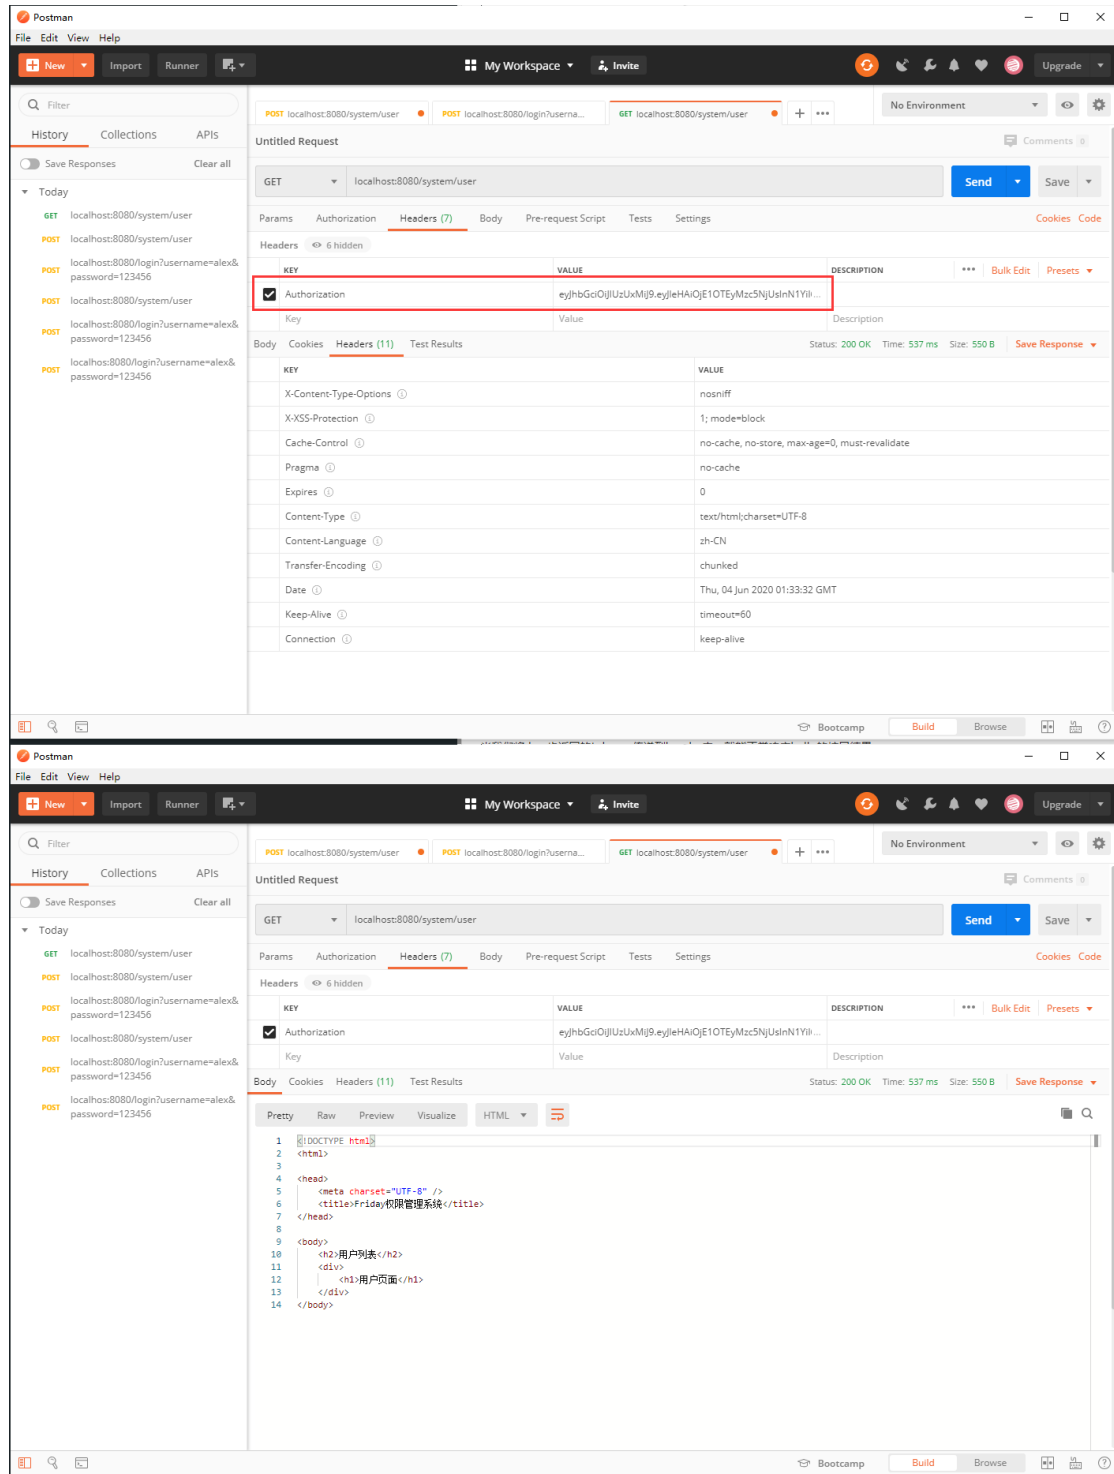 Postman
File Edit View Help
New Import Runner My Workspace Invite Upgrade
Filter
History Collections APIs
Save Responses Clear all
Today
GET localhost:8080/system/user
POST localhost:8080/system/user
POST localhost:8080/login?username=alex&
password=123456
POST localhost:8080/system/user
POST localhost:8080/login?username=alex&
password=123456
POST localhos:8080/login?username=alex&
password=123456
POST localhost:8080/system/user POST localhost:8080/login?userna... GET localhost:8080/system/user + ••• No Environment
Untitled Request Comments 0
GET localhost:8080/system/user Send Save
Params Authorization Headers (7) Body Pre-request Script Tests Settings Cookies Code
Headers 6 hidden
KEY VALUE DESCRIPTION ••• Bulk Edit Presets
Authorization
Key Value Description
Body Cookies Headers (11) Test Results Status: 200 OK Time: 537 ms Size: 550 B Save Response
KEY VALUE
X-Content-Type-Options nosniff
X-XSS-Protection 1; mode=block
Cache-Control no-cache, no-store, max-age=0, must-revalidate
Pragma no-cache
Expires 0
Content-Type text/html;charset=UTF-8
Content-Language zh-CN
Transfer-Encoding chunked
Date Thu, 04 Jun 2020 01:33:32 GMT
Keep-Alive timeout=60
Connection keep-alive
Bootcamp Build Browse
Postman
File Edit View Help
New Import Runner My Workspace Invite Upgrade
Filter
History Collections APIs
Save Responses Clear all
Today
GET localhost:8080/system/user
POST localhost:8080/system/user
POST localhost:8080/login?username=alex&
password=123456
POST localhost:8080/system/user
POST localhost:8080/login?username=alex&
password=123456
POST localhos:8080/login?username=alex&
password=123456
POST localhost:8080/system/user POST localhost:8080/login?userna... GET localhost:8080/system/user + ••• No Environment
Untitled Request Comments 0
GET localhost:8080/system/user Send Save
Params Authorization Headers (7) Body Pre-request Script Tests Settings Cookies Code
Headers 6 hidden
KEY VALUE DESCRIPTION ••• Bulk Edit Presets
Authorization
Key Value Description
Body Cookies Headers (11) Test Results Status: 200 OK Time: 537 ms Size: 550 B Save Response
Pretty Raw Preview Visualize HTML
1 <!DOCTYPE html>
2 <html>
3
4 <head>
5 <meta charset="UTF-8" />
6 <title>Friday权限管理系统</title>
7 </head>
8
9 <body>
10 <h2>用户列表</h2>
11 <div>
12 <h1>用户页面</h1>
13 </div>
14 </body>
Bootcamp Build Browse